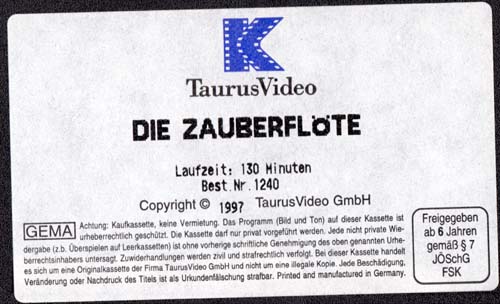 K
TaurusVideo
DIE ZAUBERFLÖTE
Laufzeit: 130 Minuten
Best.Nr.1240
Copyright © 1997 TaurusVideo GmbH
GEMA Achtung: Kaufkassette, keine Vermietung. Das Programm (Bild und Ton) auf dieser Kassette ist
urheberrechtlich geschützt. Die Kassette darf nur privat vorgeführt werden. Jede nicht private Wie-
dergabe (z.b. Überspielen auf Leerkassetten) ist ohne vorherige schriftliche Genehmigung des oben genannten Urhe-
berrechtsinhabers untersagt. Zuwiderhandlungen werden zivil und strafrechtlich verfolgt. Bei dieser Kassette handelt
es sich um eine Originalkassette der Firma TaurusVideo GmbH und nicht um eine illegale Kopie. Jede Beschädigung,
Veränderung oder Nachdruck des Titels ist als Urkundenfälschung strafbar. Printed and manufactured in Germany.
Freigegeben
ab 6 Jahren
gemäß § 7
JÖSchG
FSK